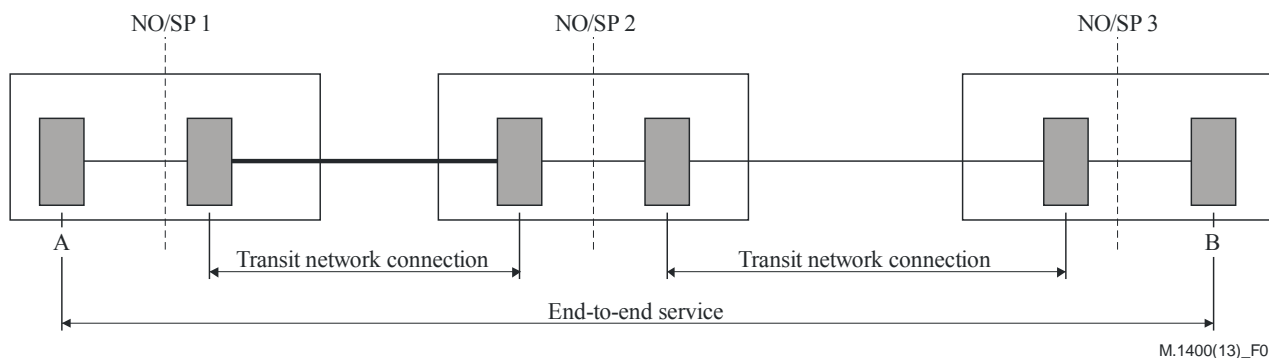 NO/SP 1 NO/SP 2 NO/SP 3
A B
Transit network connection Transit network connection
End-to-end service
M.1400(13)_F0